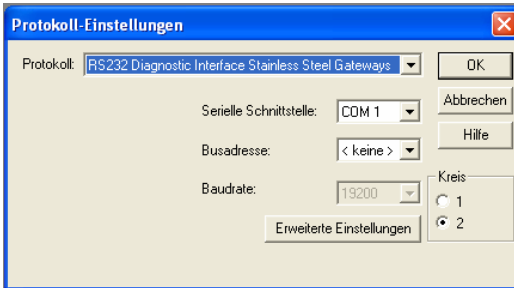 Protokoll-Einstellungen
Protokoll: RS232 Diagnostic Interface Stainless Steel Gateways
OK
Serielle Schnittstelle: COM 1
Abbrechen
Busadresse: < keine >
Hilfe
Baudrate: 19200
Kreis
1
2
Erweiterte Einstellungen